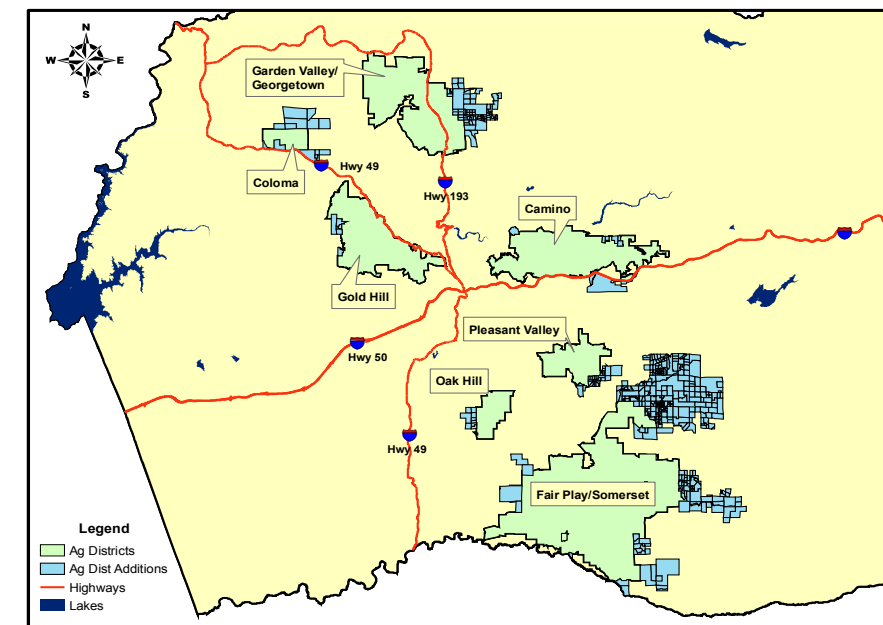 N
W
E
S
Garden Valley/
Georgetown
Hwy 49
Coloma
Hwy 193
Camino
Gold Hill
Pleasant Valley
Hwy 50
Oak Hill
Hwy 49
Fair Play/Somerset
Legend
Ag Districts
Ag Dist Additions
Highways
Lakes